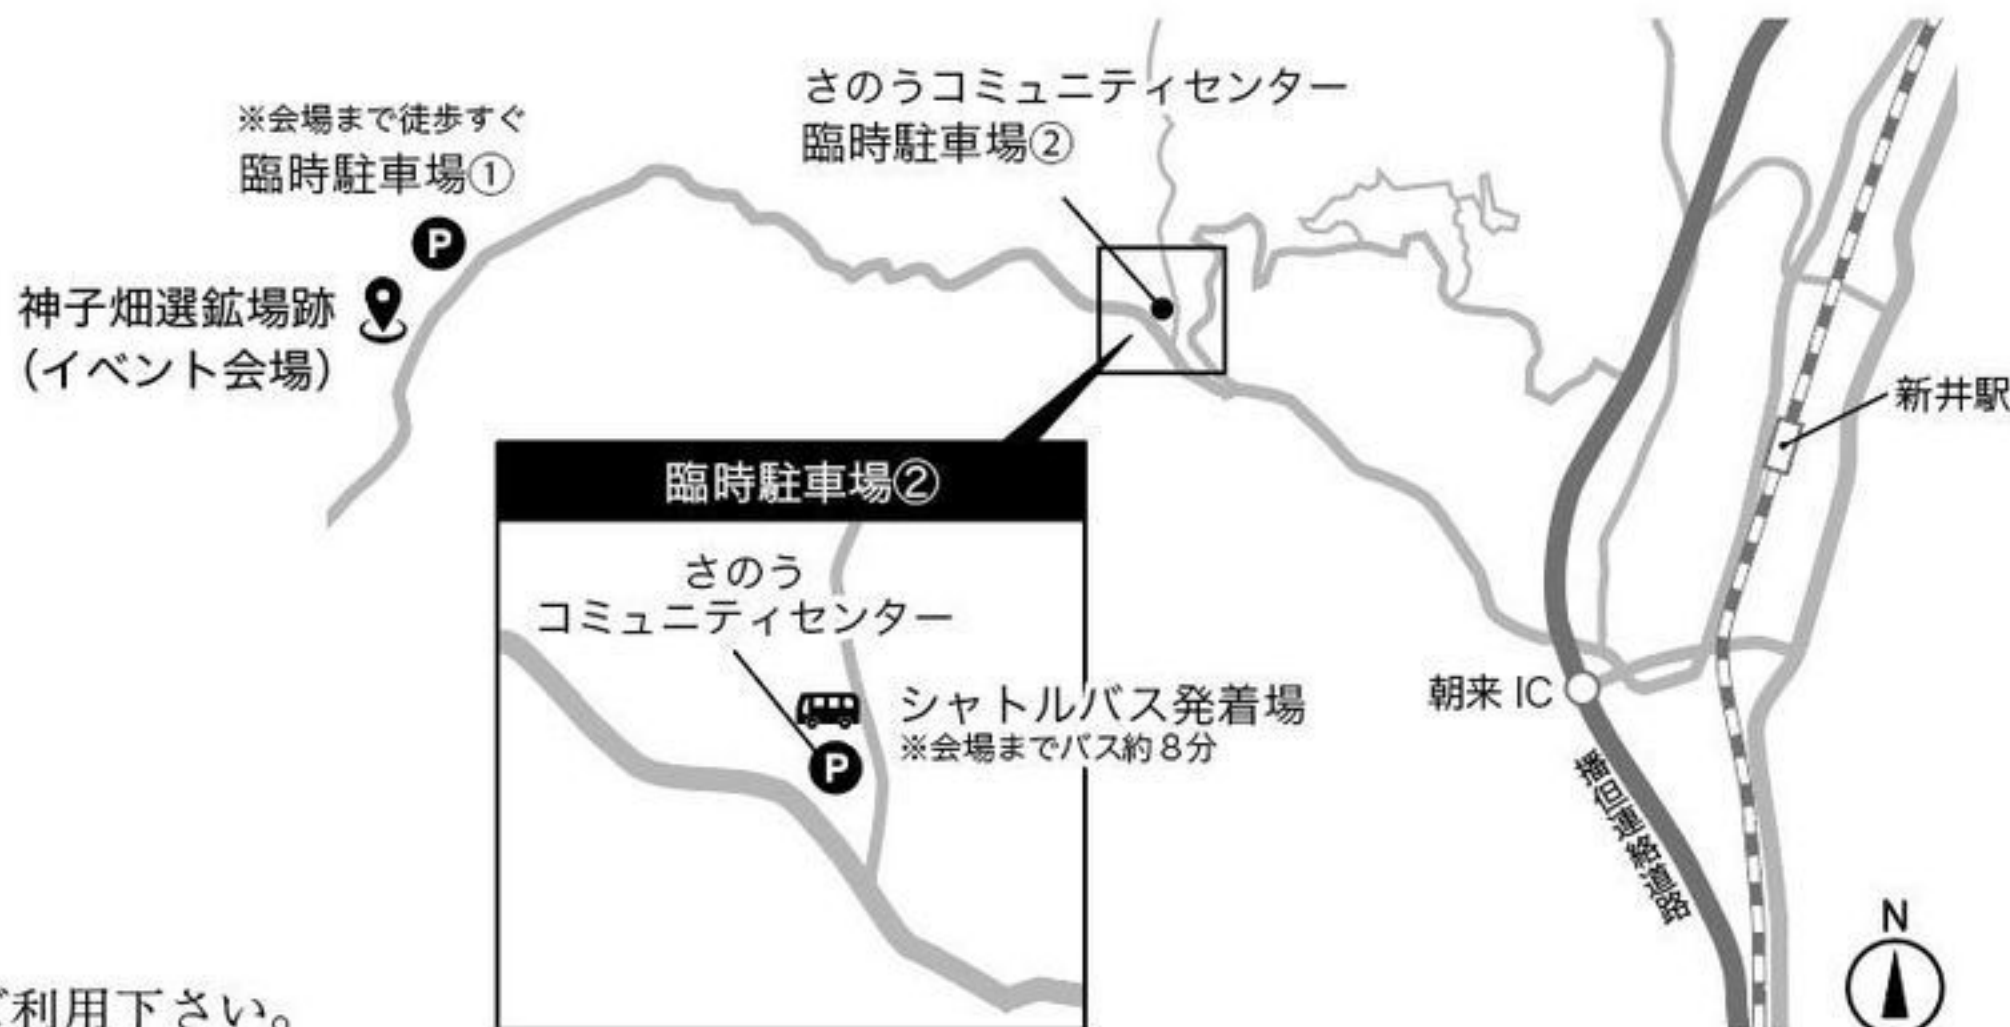 ※会場まで徒歩すぐ
臨時駐車場①
P
神子畑選鉱場跡
(イベント会場)
さのうコミュニティセンター
臨時駐車場②
新井駅
臨時駐車場②
さのう
コミュニティセンター
シャトルバス発着場
※会場までバス約8分
P
朝来 IC
播但連絡道路
N
ご利用下さい。